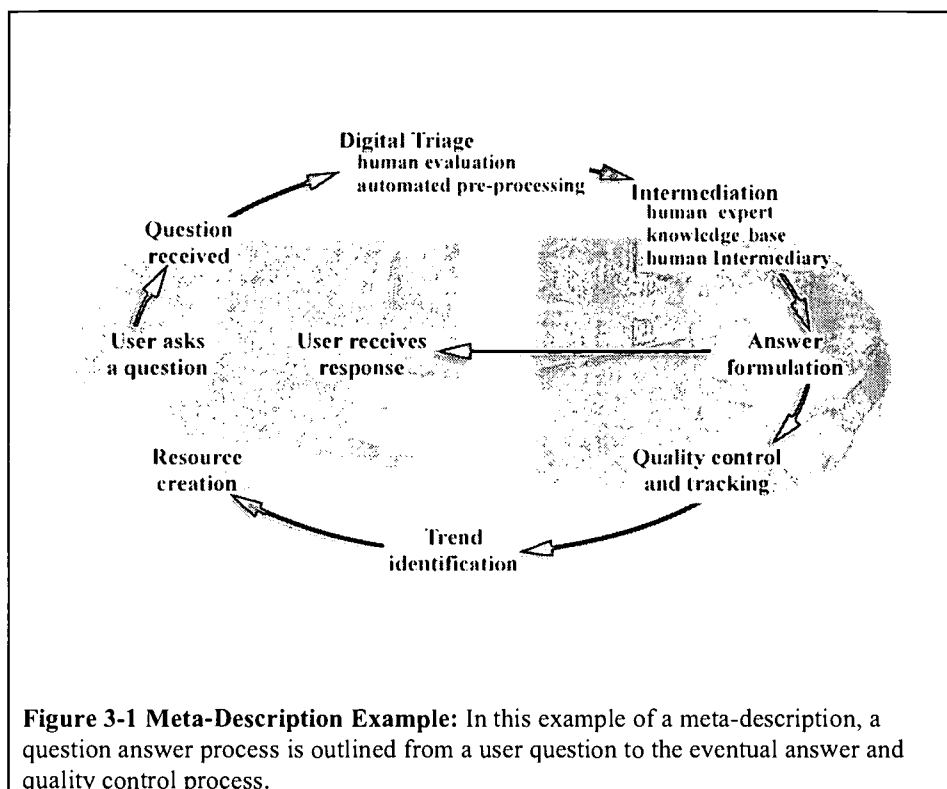 Digital Triage
human evaluation
automated pre-processing
Intermediation
human expert
knowledge base
human Intermediary
Question
received
User asks
a question
User receives
response
Answer
formulation
Resource
creation
Quality control
and tracking
Trend
identification
Figure 3-1 Meta-Description Example: In this example of a meta-description, a
question answer process is outlined from a user question to the eventual answer and
quality control process.